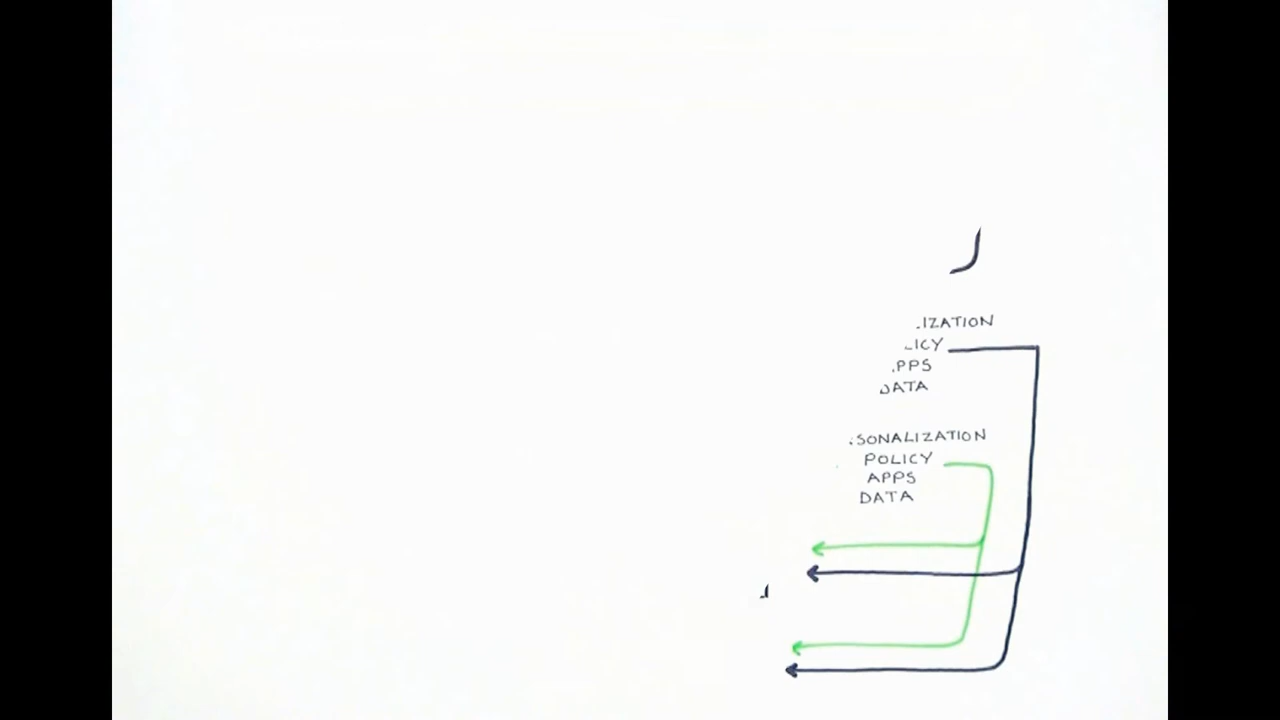 IZATION
LICY
PPS
DATA
SONALIZATION
POLICY
APPS
DATA